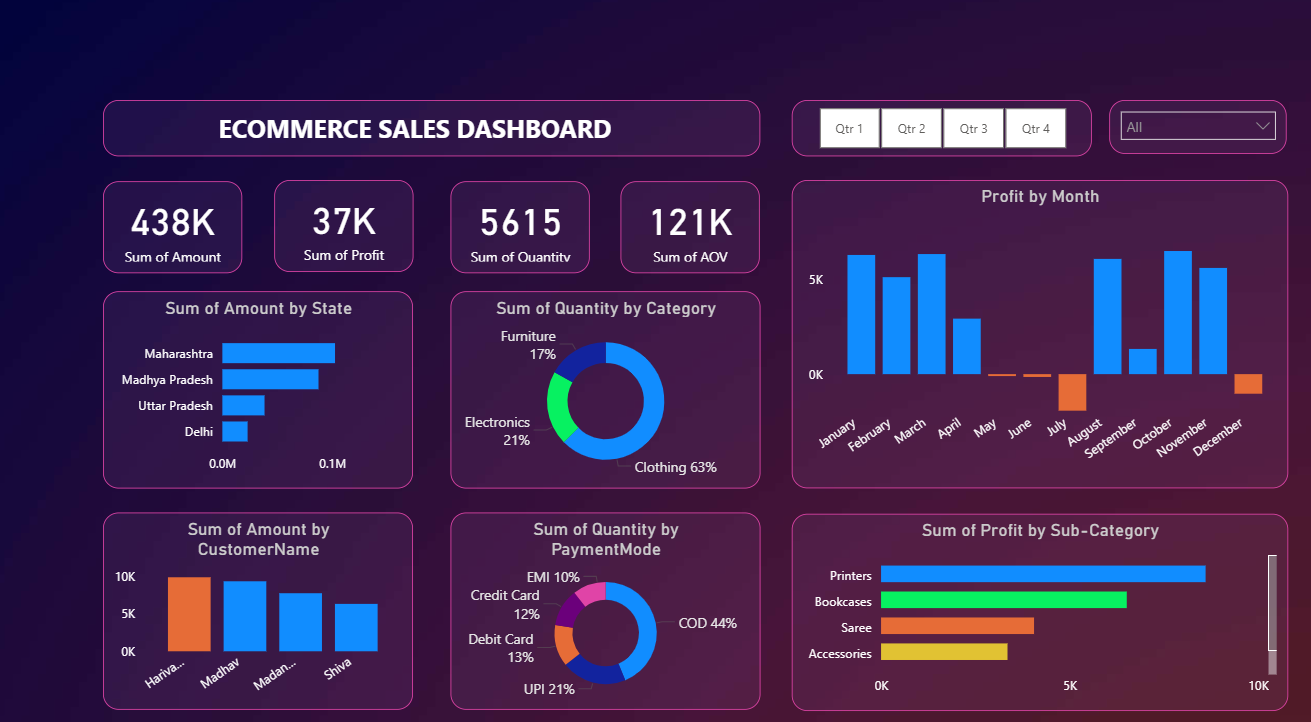 ECOMMERCE SALES DASHBOARD
Qtr 1
Qtr 2
Qtr 3
Qtr 4
All
438K
Sum of Amount
37K
Sum of Profit
5615
Sum of Quantity
121K
Sum of AOV
Profit by Month
5K
0K
January
February
March
April
May
June
July
August
September
October
November
December
Sum of Amount by State
Maharashtra
Madhya Pradesh
Uttar Pradesh
Delhi
0.0M
0.1M
Sum of Quantity by Category
Furniture
17%
Electronics
21%
Clothing 63%
Sum of Amount by
CustomerName
10K
5K
0K
Hariva...
Madhav
Madan...
Shiva
Sum of Quantity by
PaymentMode
EMI 10%
Credit Card
12%
Debit Card
13%
UPI 21%
COD 44%
Sum of Profit by Sub-Category
Printers
Bookcases
Saree
Accessories
0K
5K
10K